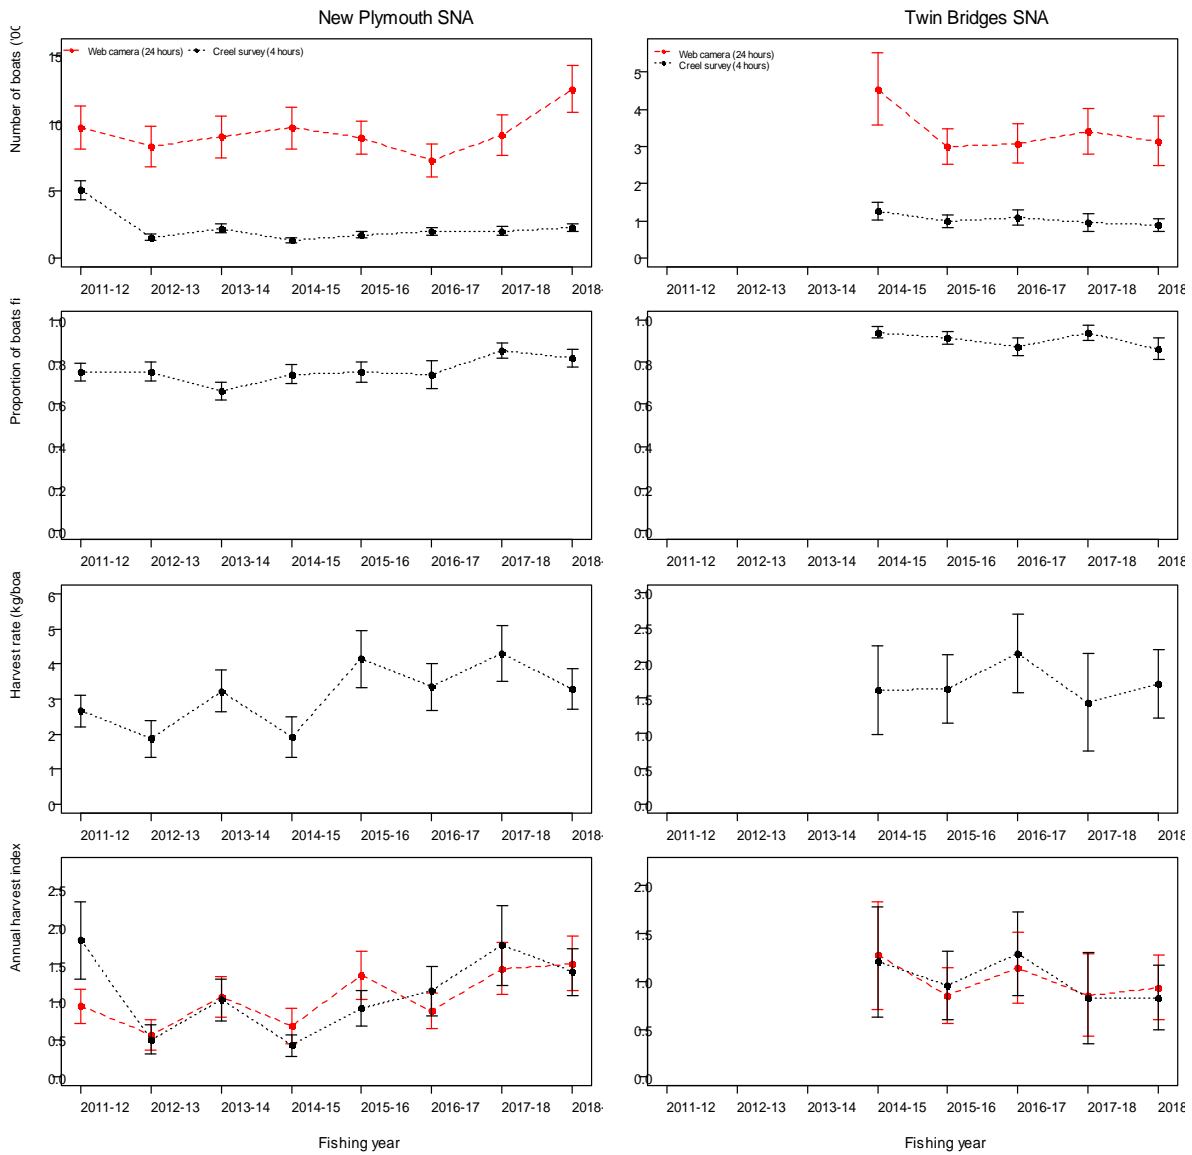 New Plymouth SNA
Twin Bridges SNA
Number of boats ('00
Web camera (24 hours)
Creel survey (4 hours)
15
10
5
0
2011-12 2012-13 2013-14 2014-15 2015-16 2016-17 2017-18 2018-
Web camera (24 hours)
Creel survey (4 hours)
5
4
3
2
1
0
2011-12 2012-13 2013-14 2014-15 2015-16 2016-17 2017-18 2018
Proportion of boats fi
1.0
0.8
0.6
0.4
0.2
0.0
2011-12 2012-13 2013-14 2014-15 2015-16 2016-17 2017-18 2018-
1.0
0.8
0.6
0.4
0.2
0.0
2011-12 2012-13 2013-14 2014-15 2015-16 2016-17 2017-18 2018
Harvest rate (kg/boa
6
5
4
3
2
1
0
2011-12 2012-13 2013-14 2014-15 2015-16 2016-17 2017-18 2018-
3.0
2.5
2.0
1.5
1.0
0.5
0.0
2011-12 2012-13 2013-14 2014-15 2015-16 2016-17 2017-18 2018
Annual harvest index
2.5
2.0
1.5
1.0
0.5
0.0
2011-12 2012-13 2013-14 2014-15 2015-16 2016-17 2017-18 2018-
2.0
1.5
1.0
0.5
0.0
2011-12 2012-13 2013-14 2014-15 2015-16 2016-17 2017-18 2018
Fishing year
Fishing year